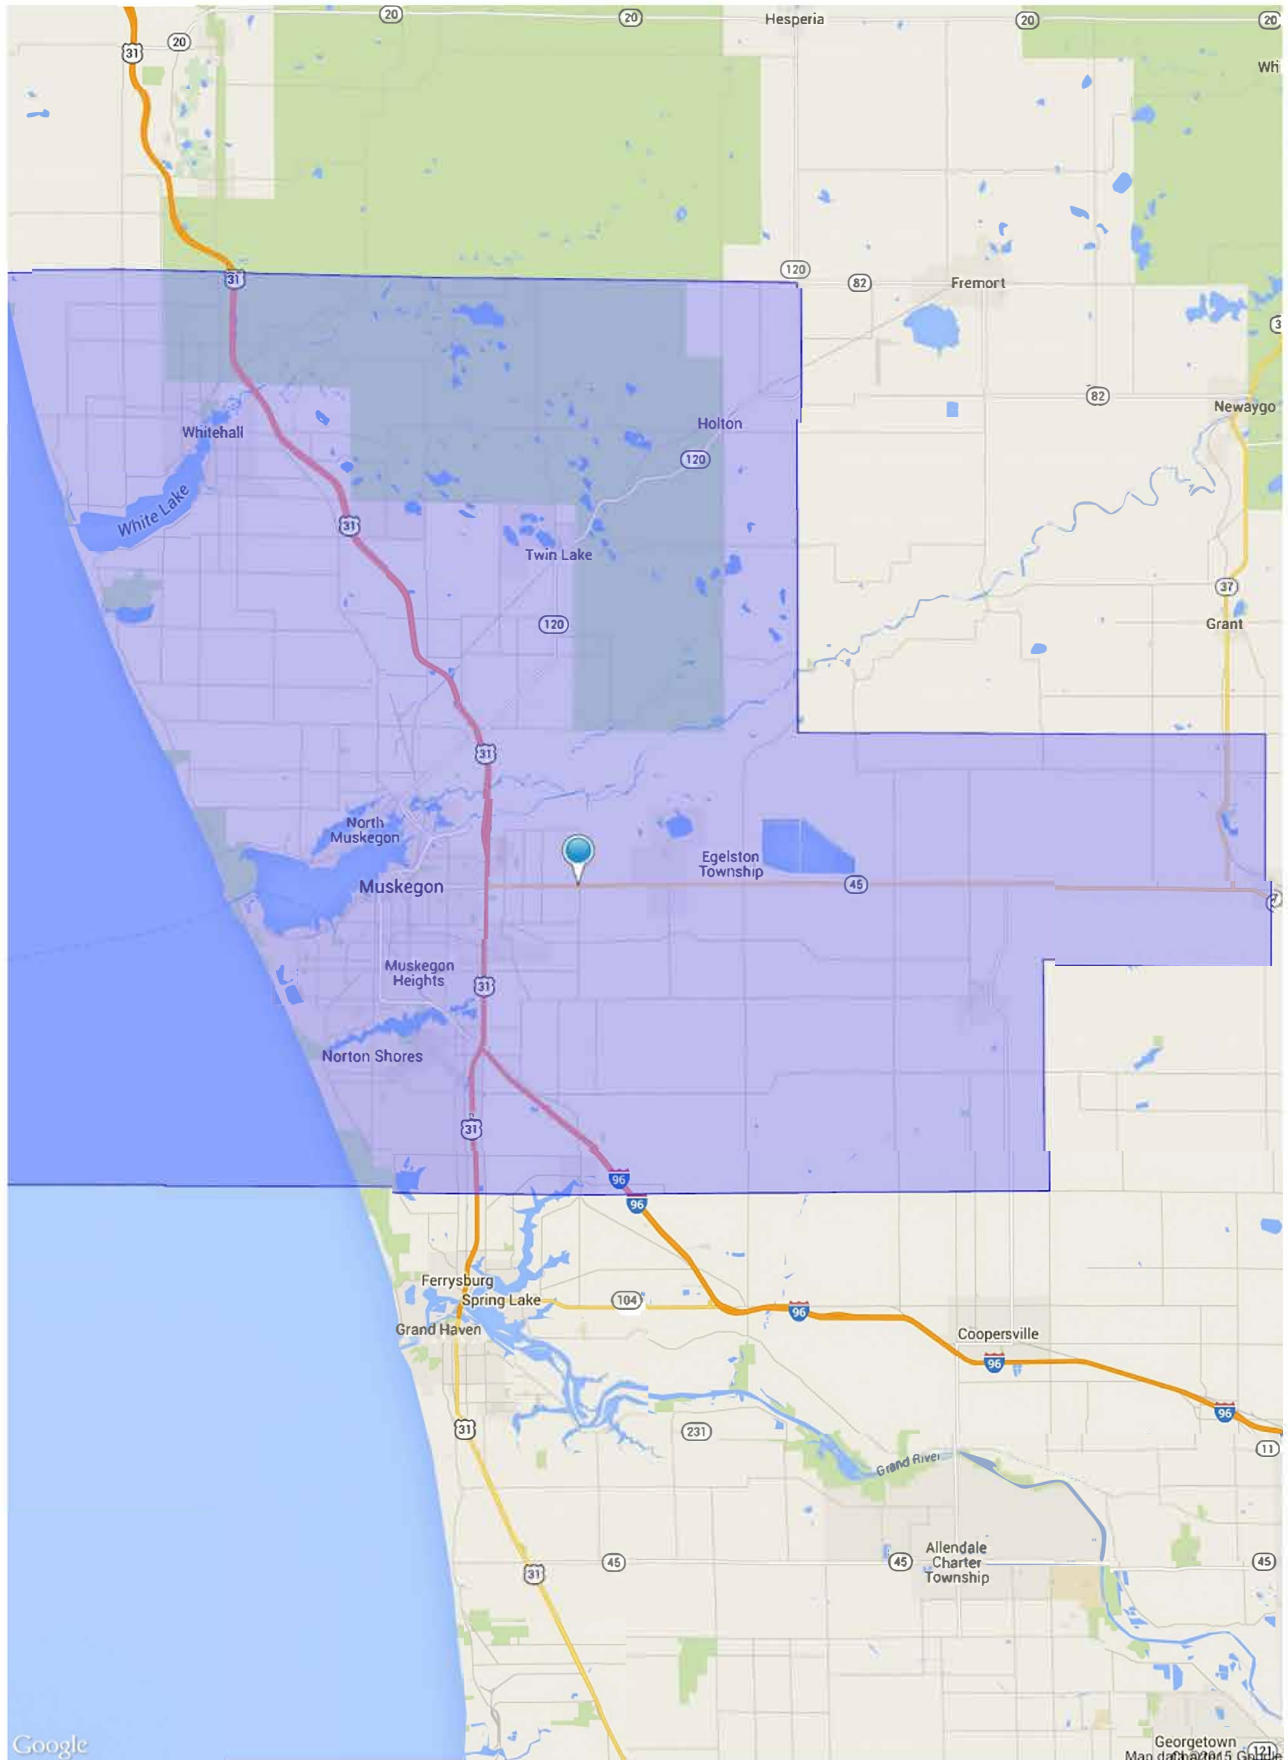 20
20
Hesperia
20
20
31
20
Whi
120
82
Fremont
31
3
82
Newaygo
Whitehall
Holton
120
White Lake
31
Twin Lake
37
120
Grant
31
North
Muskegon
Egelston
Township
Muskegon
45
Muskegon
Heights
31
Norton Shores
31
96
96
Ferrysburg
Spring Lake
104
96
Grand Haven
Coopersville
96
96
31
231
11
Grand River
Allendale
Charter
Township
45
45
45
31
Google
Georgetown
121